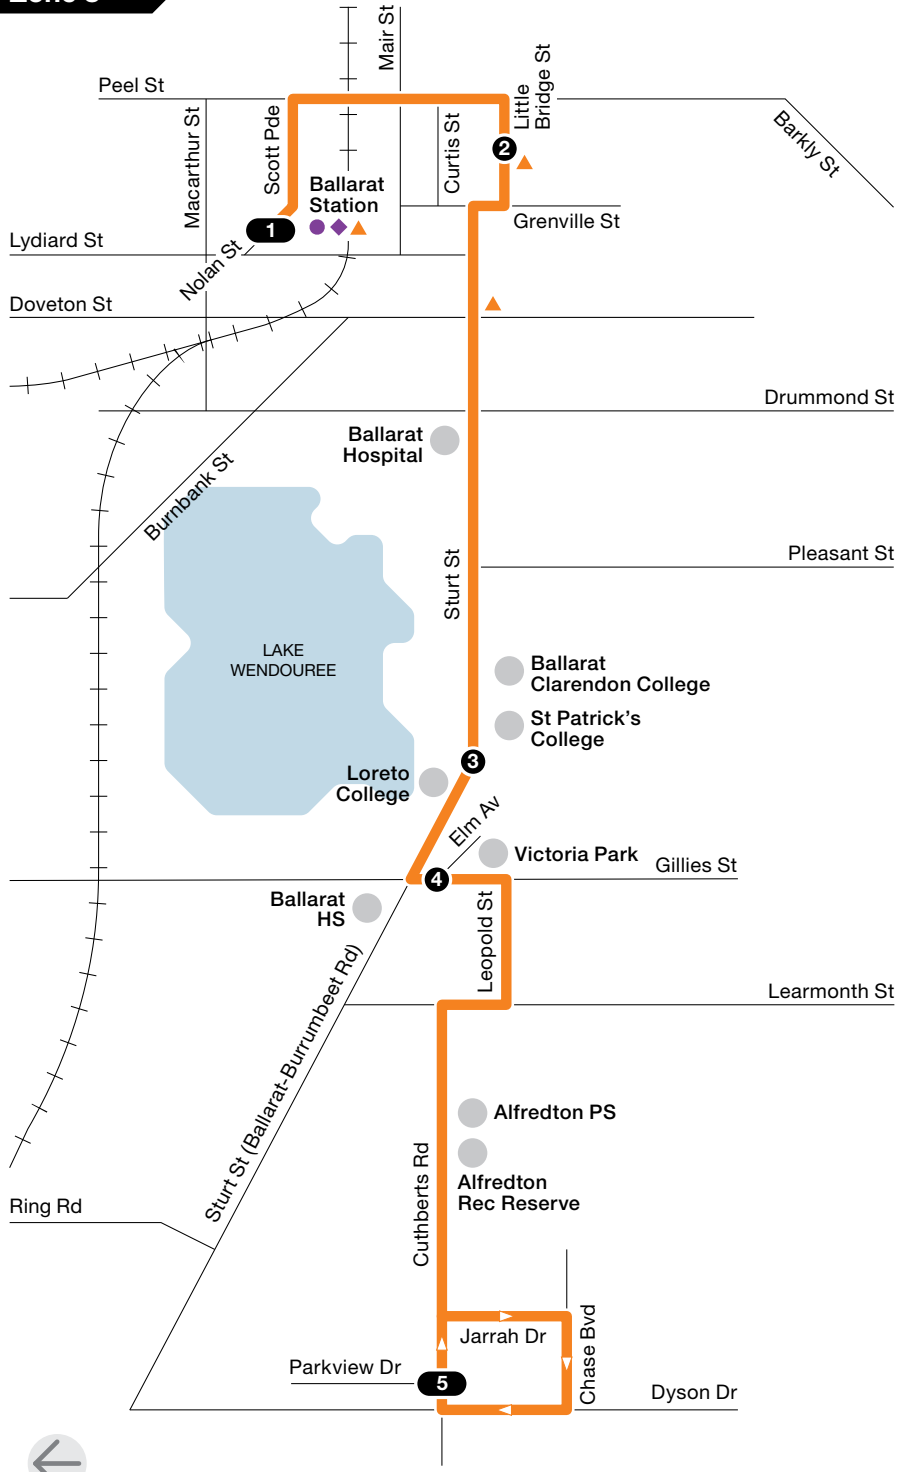 Mair St
Little
Bridge St
Peel St
Macarthur St
Scott Pde
Curtis St
Barkly St
2
Ballarat
Station
1
Grenville St
Lydiard St
Nolan St
Doveton St
Drummond St
Ballarat
Hospital
Burnbank St
Pleasant St
Sturt St
LAKE
WENDOUREE
Ballarat
Clarendon College
St Patrick's
College
3
Loreto
College
Elm Av
Victoria Park
Gillies St
4
Ballarat
HS
Leopold St
Learmonth St
Sturt St (Ballarat-Burrumbeet Rd)
Alfredton PS
Cuthberts Rd
Alfredton
Rec Reserve
Ring Rd
Jarrah Dr
Chase Bvd
Parkview Dr
5
Dyson Dr